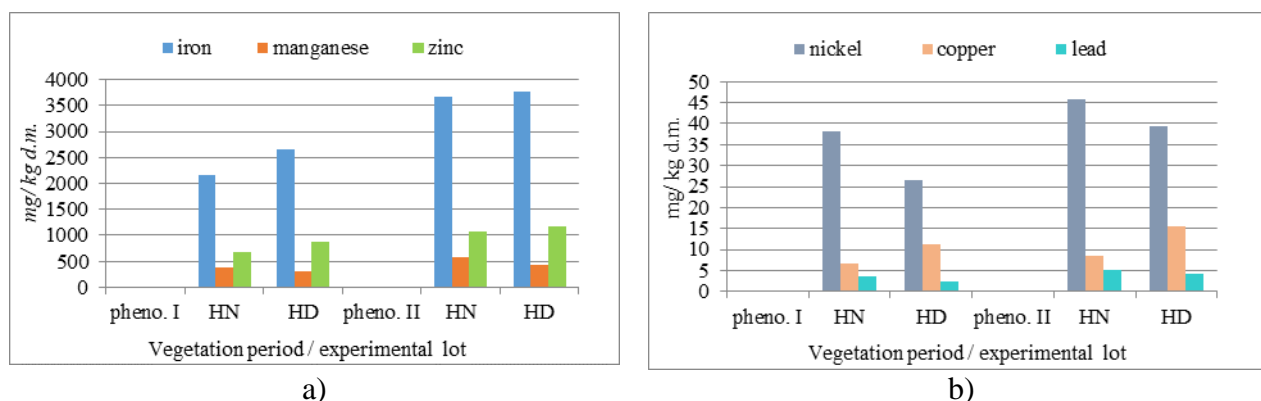 iron manganese zinc
4000
3500
3000
2500
2000
1500
1000
500
0
mg/ kg d.m.
pheno. I HN HD pheno. II HN HD
Vegetation period / experimental lot
a)
nickel copper lead
50
45
40
35
30
25
20
15
10
5
0
mg/ kg d.m.
pheno. I HN HD pheno. II HN HD
Vegetation period / experimental lot
b)